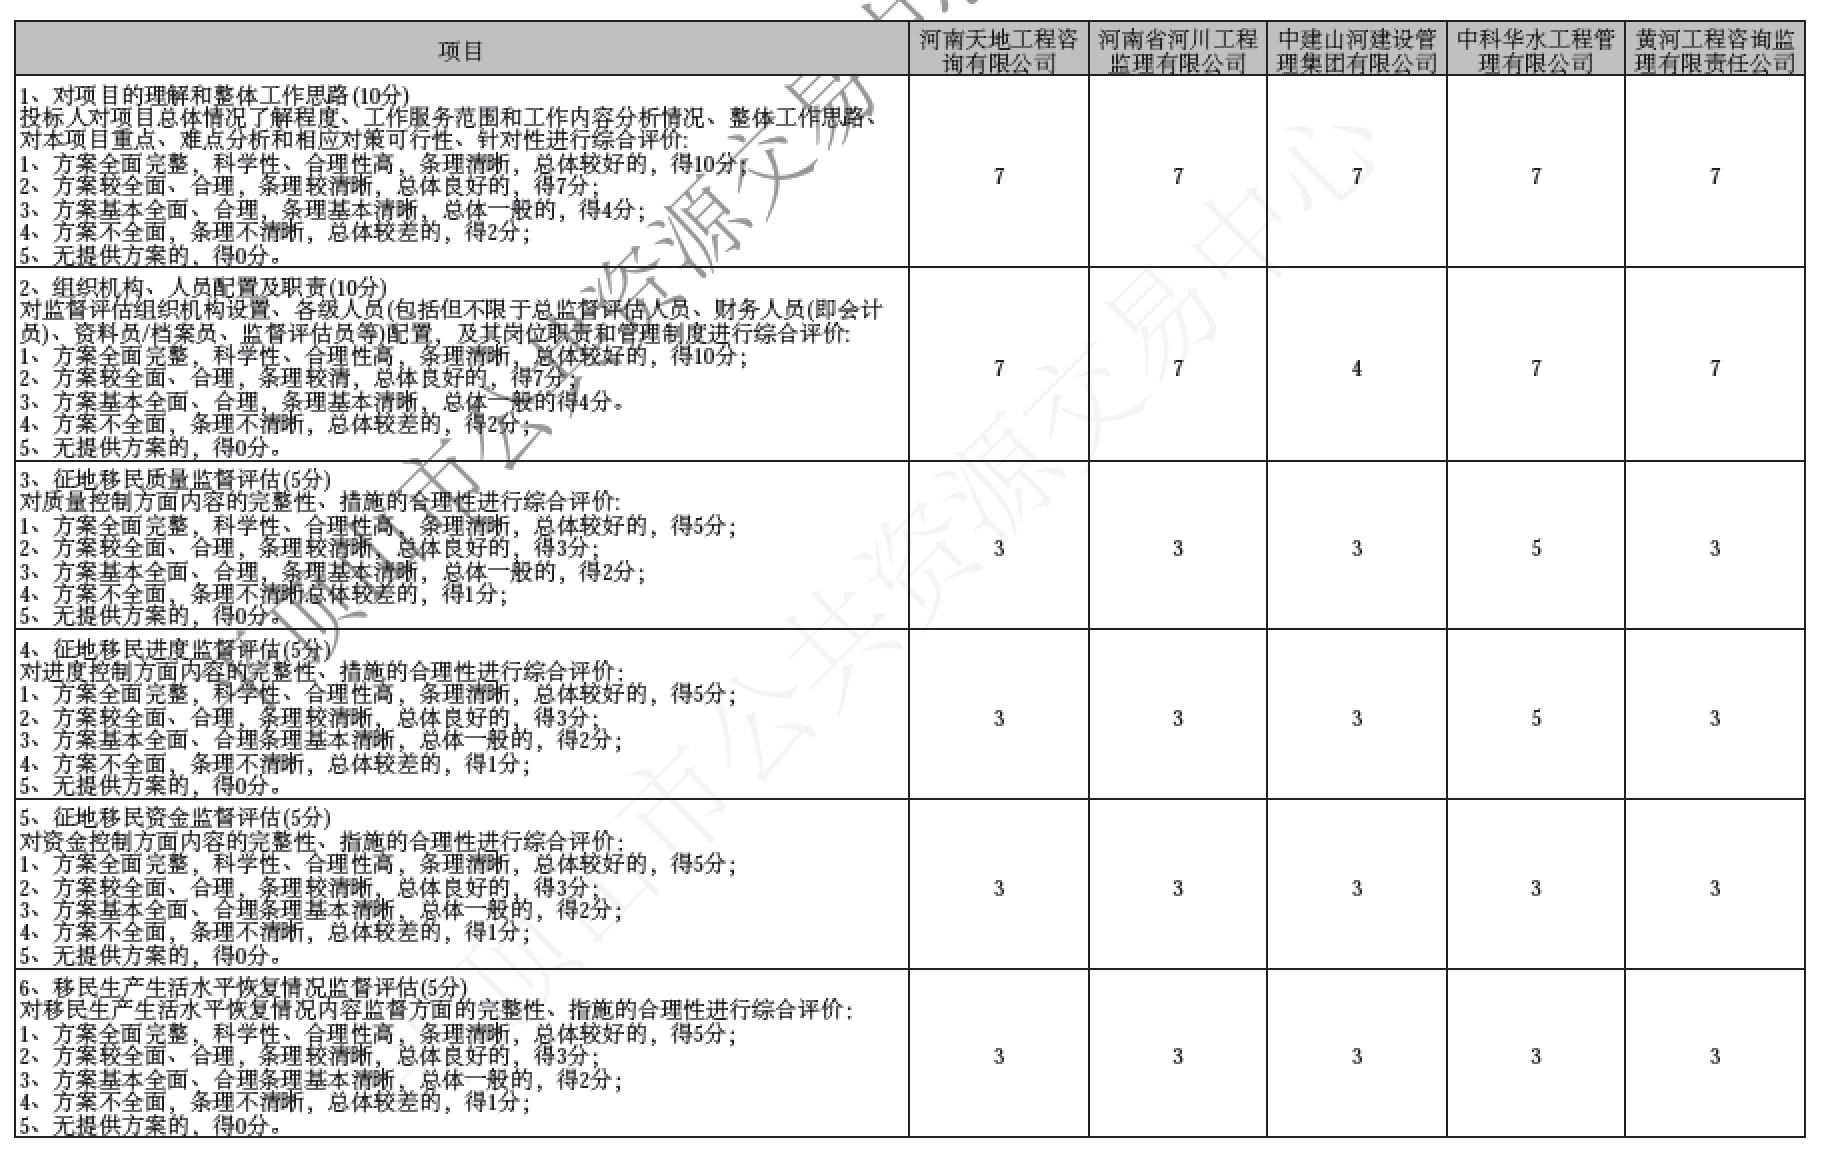 项目
河南天地工程咨
询有限公司
河南省河川工程
监理有限公司
中建山河建设管
理集团有限公司
中科华水工程管
理有限公司
黄河工程咨询监
理有限责任公司
1、对项目的理解和整体工作思路(10分)
投标人对项目总体情况了解程度、工作服务范围和工作内容分析情况、整体工作思路、
对本项目重点、难点分析和相应对策可行性、针对性进行综合评价:
1、方案全面完整，科学性、合理性高，条理清晰，总体较好的，得10分；
2、方案较全面、合理，条理较清晰，总体良好的，得7分；
3、方案基本全面、合理，条理基本清晰，总体一般的，得4分；
4、方案不全面，条理不清晰，总体较差的，得2分；
5、无提供方案的，得0分。
7
7
7
7
7
2、组织机构、人员配置及职责(10分)
对监督评估组织机构设置、各级人员(包括但不限于总监督评估人员、财务人员(即会计
员)、资料员/档案员、监督评估员等)配置，及其岗位职责和管理制度进行综合评价:
1、方案全面完整，科学性、合理性高，条理清晰，总体较好的，得10分；
2、方案较全面、合理，条理较清，总体良好的，得7分；
3、方案基本全面、合理，条理基本清晰，总体一般的得4分。
4、方案不全面，条理不清晰，总体较差的，得2分；
5、无提供方案的，得0分。
7
7
4
7
7
3、征地移民质量监督评估(5分)
对质量控制方面内容的完整性、措施的合理性进行综合评价:
1、方案全面完整，科学性、合理性高，条理清晰，总体较好的，得5分；
2、方案较全面、合理，条理较清晰，总体良好的，得3分；
3、方案基本全面、合理，条理基本清晰，总体一般的，得2分；
4、方案不全面，条理不清晰总体较差的，得1分；
5、无提供方案的，得0分。
3
3
3
5
3
4、征地移民进度监督评估(5分)
对进度控制方面内容的完整性、措施的合理性进行综合评价：
1、方案全面完整，科学性、合理性高，条理清晰，总体较好的，得5分；
2、方案较全面、合理，条理较清晰，总体良好的，得3分；
3、方案基本全面、合理条理基本清晰，总体一般的，得2分；
4、方案不全面，条理不清晰，总体较差的，得1分；
5、无提供方案的，得0分。
3
3
3
5
3
5、征地移民资金监督评估(5分)
对资金控制方面内容的完整性、指施的合理性进行综合评价：
1、方案全面完整，科学性、合理性高，条理清晰，总体较好的，得5分；
2、方案较全面、合理，条理较清晰，总体良好的，得3分；
3、方案基本全面、合理条理基本清晰，总体一般的，得2分；
4、方案不全面，条理不清晰，总体较差的，得1分；
5、无提供方案的，得0分。
3
3
3
3
3
6、移民生产生活水平恢复情况监督评估(5分)
对移民生产生活水平恢复情况内容监督方面的完整性、指施的合理性进行综合评价：
1、方案全面完整，科学性、合理性高，条理清晰，总体较好的，得5分；
2、方案较全面、合理，条理较清晰，总体良好的，得3分；
3、方案基本全面、合理条理基本清晰，总体一般的，得2分；
4、方案不全面，条理不清晰，总体较差的，得1分；
5、无提供方案的，得0分。
3
3
3
3
3
顶山市公共资源交易中
顶山市公共资源交易中心